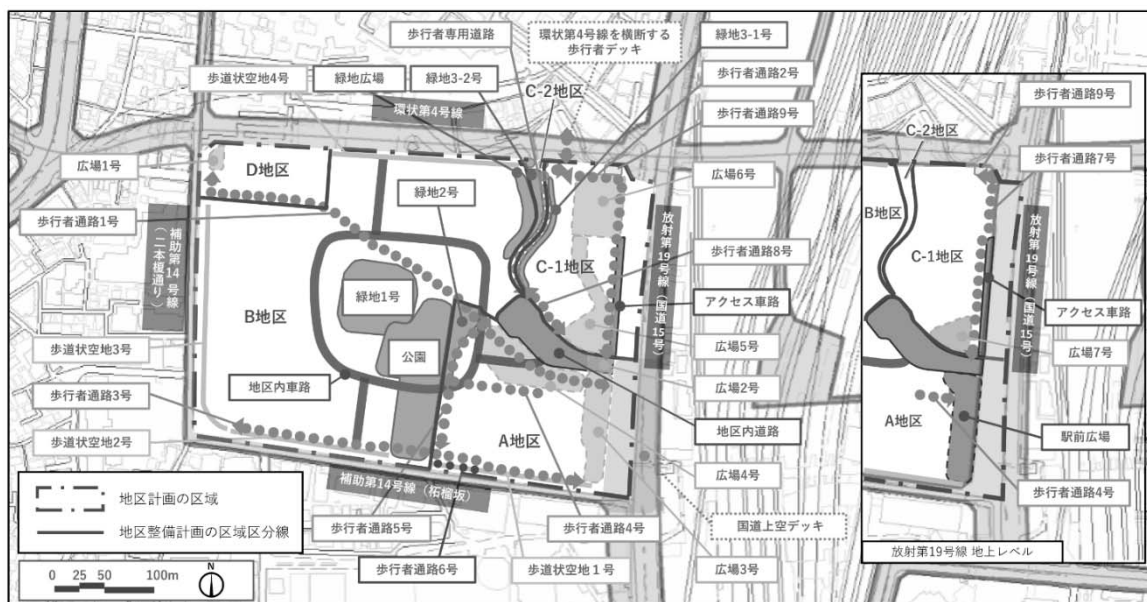 歩行者専用道路
環状第4号線を横断する
歩行者デッキ
緑地3-1号
歩道状空地4号
緑地広場
緑地3-2号
C-2地区
歩行者通路2号
環状第4号線
歩行者通路9号
広場1号
D地区
緑地2号
広場6号
歩行者通路1号
補助第14号線
(二本榎通り)
放射第19号線(国道15号)
C-1地区
歩行者通路8号
緑地1号
アクセス車路
B地区
公園
歩道状空地3号
広場5号
地区内車路
広場2号
歩行者通路3号
A地区
地区内道路
歩道状空地2号
広場4号
補助第14号線(柘榴坂)
歩行者通路5号
歩行者通路4号
国道上空デッキ
歩行者通路6号
歩道状空地1号
広場3号
地区計画の区域
地区整備計画の区域区分線
0 25 50 100m
N
歩行者通路9号
C-2地区
歩行者通路7号
B地区
放射第19号線(国道15号)
C-1地区
アクセス車路
広場7号
A地区
駅前広場
歩行者通路4号
放射第19号線 地上レベル